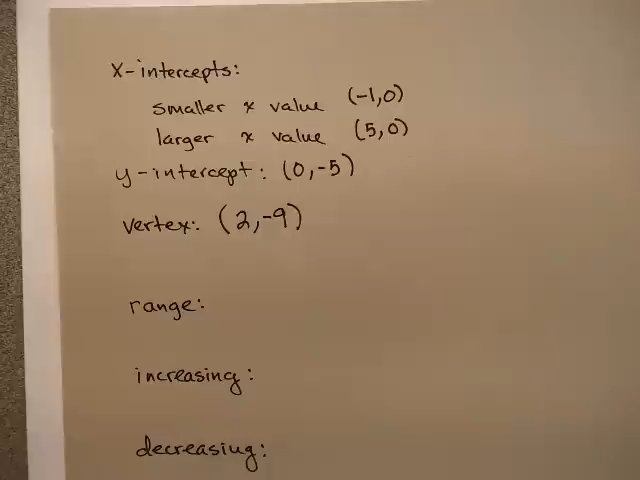 x-intercepts:
smaller x value (-1,0)
larger x value (5,0)
y-intercept: (0,-5)
vertex: (2,-9)
range:
increasing:
decreasing: